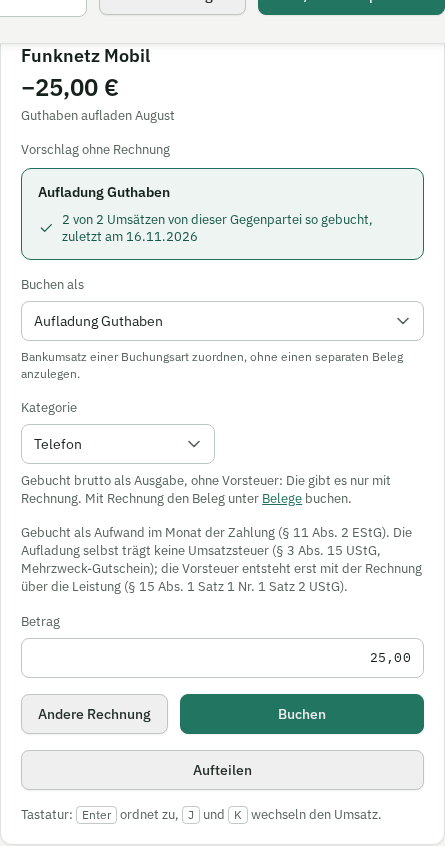 Funknetz Mobil
−25,00 €
Guthaben aufladen August
Vorschlag ohne Rechnung
Aufladung Guthaben
2 von 2 Umsätzen von dieser Gegenpartei so gebucht,
zuletzt am 16.11.2026
Buchen als
Aufladung Guthaben
Bankumsatz einer Buchungsart zuordnen, ohne einen separaten Beleg
anzulegen.
Kategorie
Telefon
Gebucht brutto als Ausgabe, ohne Vorsteuer: Die gibt es nur mit
Rechnung. Mit Rechnung den Beleg unter Belege buchen.
Gebucht als Aufwand im Monat der Zahlung (§ 11 Abs. 2 EStG). Die
Aufladung selbst trägt keine Umsatzsteuer (§ 3 Abs. 15 UStG,
Mehrzweck-Gutschein); die Vorsteuer entsteht erst mit der Rechnung
über die Leistung (§ 15 Abs. 1 Satz 1 Nr. 1 Satz 2 UStG).
Betrag
25,00
Andere Rechnung Buchen
Aufteilen
Tastatur: Enter ordnet zu, J und K wechseln den Umsatz.